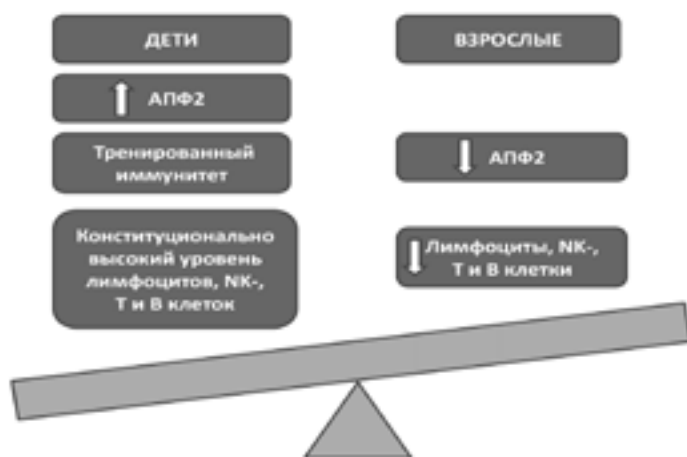 ДЕТИ
АПФ2
Тренированный
иммунитет
Конституционально
высокий уровень
лимфоцитов, NK-,
Т и В клеток
ВЗРОСЛЫЕ
АПФ2
Лимфоциты, NK-,
Т и В клетки